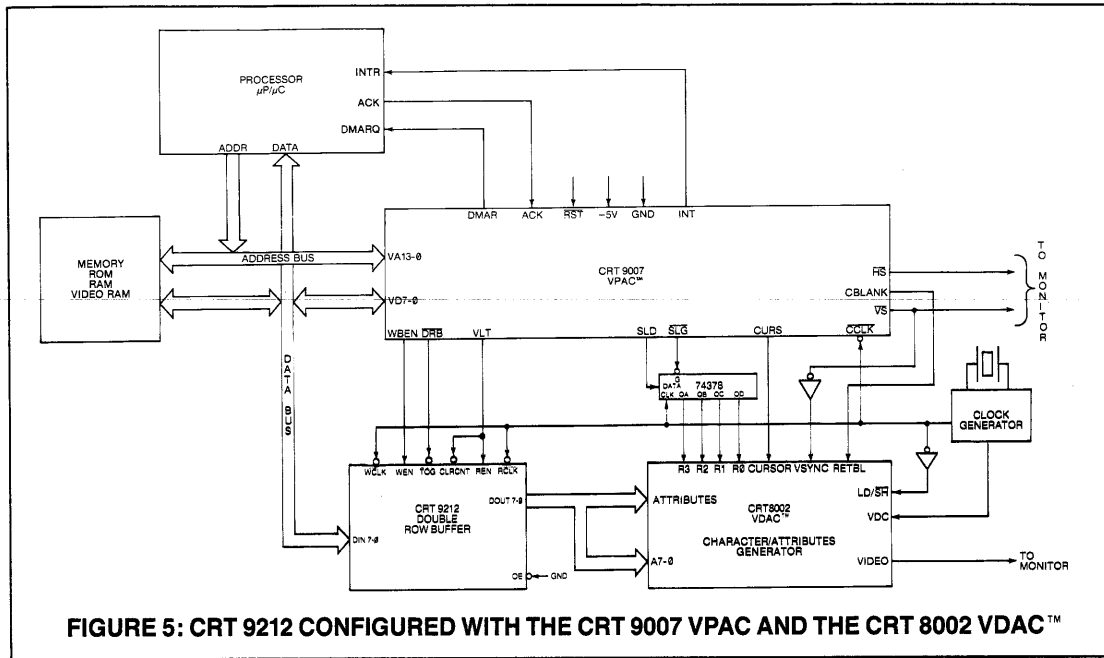 PROCESSOR
μP/μC
INTR
ACK
DMARQ
ADDR DATA
MEMORY
ROM
RAM
VIDEO RAM
ADDRESS BUS
DATA BUS
DMAR ACK RST -5V GND INT
VA13-0
VD7-0
CRT 9007
VPAC™
HS
CBLANK
VS
TO MONITOR
WBEN DRB VLT SLD SLG CURS CCLK
G
DATA 74378
CLK QA QB QC QD
CLOCK
GENERATOR
WCLK WEN TOG CLRCNT REN RCLK
R3 R2 R1 R0 CURSOR VSYNC RETBL
DOUT 7-0
CRT 9212
DOUBLE
ROW BUFFER
DIN 7-0
OE
GND
ATTRIBUTES
A7-0
CRT8002
VDAC™
CHARACTER/ATTRIBUTES
GENERATOR
LD/SH
VDC
VIDEO
TO
MONITOR
FIGURE 5: CRT 9212 CONFIGURED WITH THE CRT 9007 VPAC AND THE CRT 8002 VDAC™